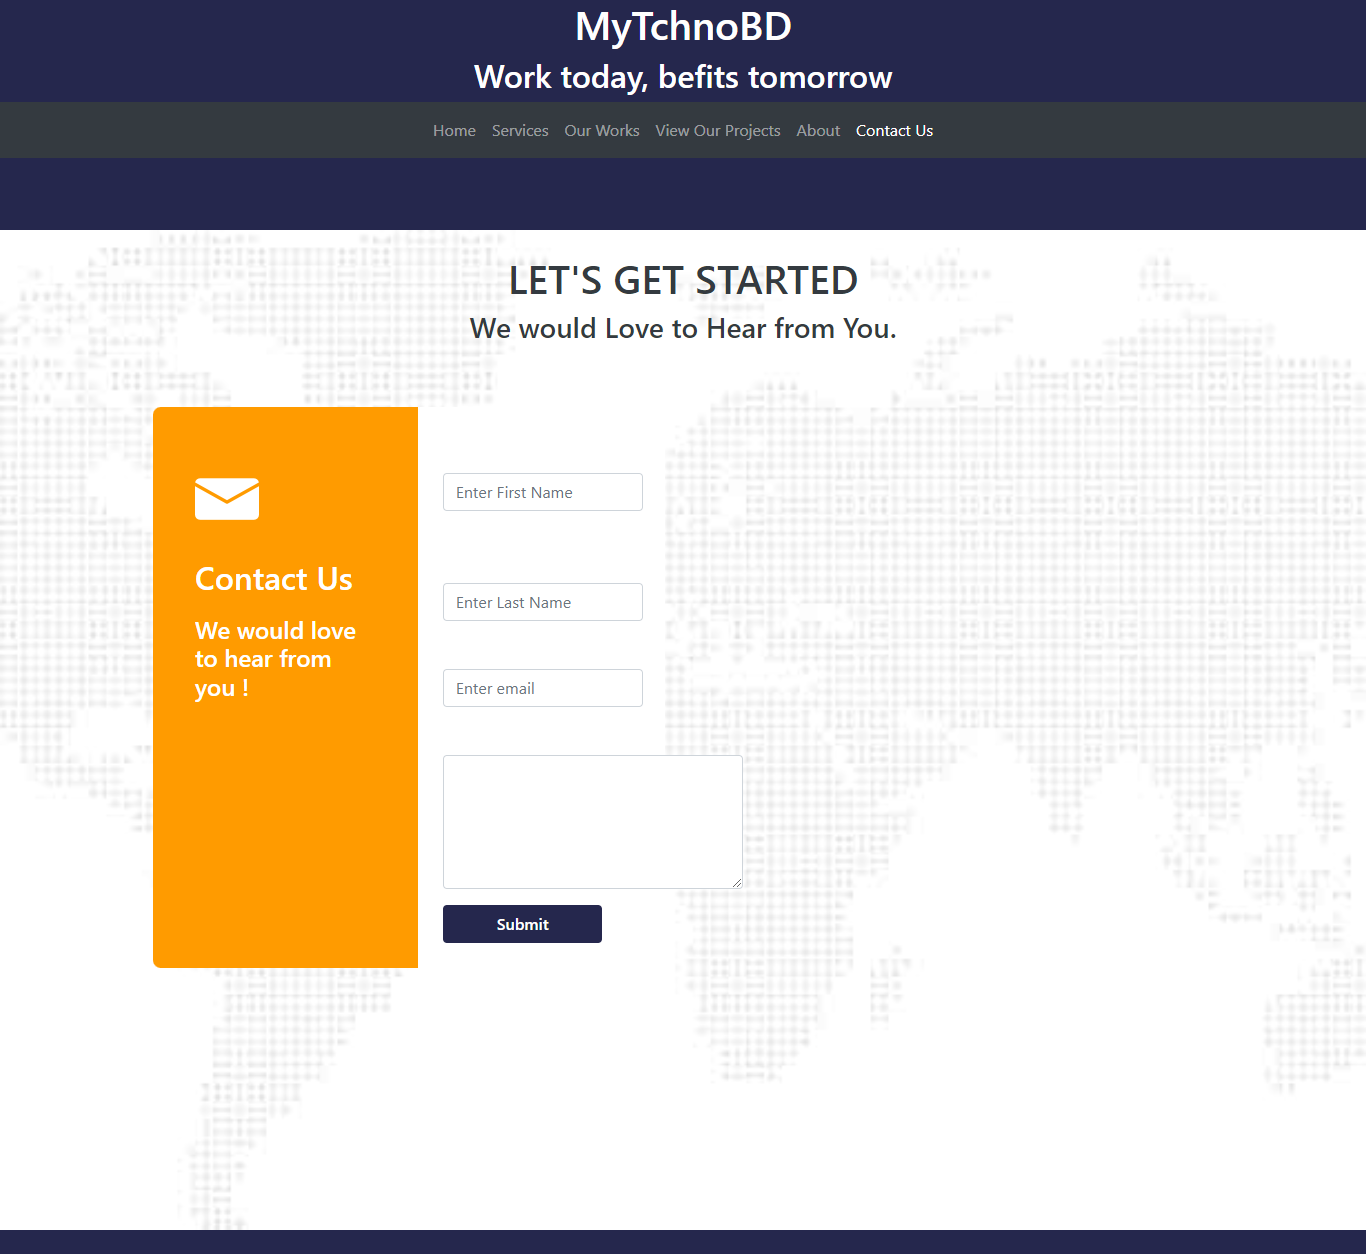 MyTchnoBD
Work today, befits tomorrow
Home Services Our Works View Our Projects About Contact Us
LET'S GET STARTED
We would Love to Hear from You.
Enter First Name
Contact Us
Enter Last Name
We would love
to hear from
you !
Enter email
Submit